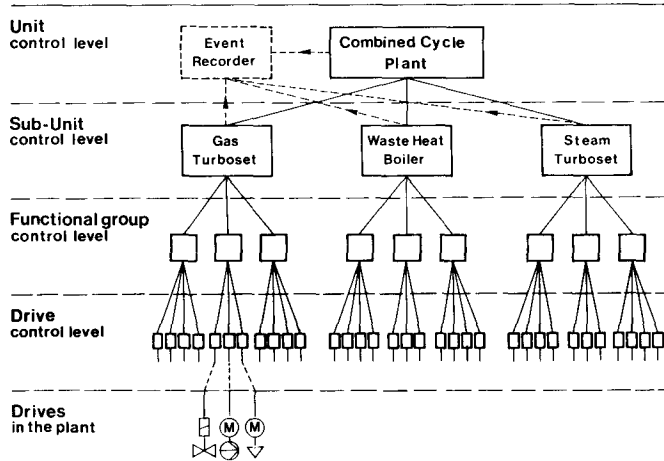 Unit
control level
Event
Recorder
Combined Cycle
Plant
Sub-Unit
control level
Gas
Turboset
Waste Heat
Boiler
Steam
Turboset
Functional group
control level
Drive
control level
Drives
in the plant
M
M